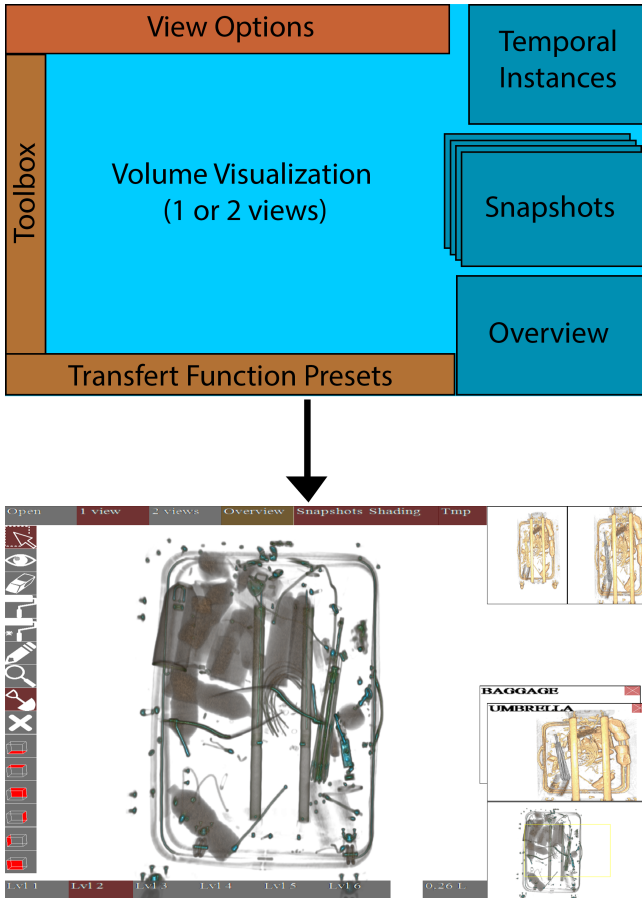 View Options
Temporal
Instances
Toolbox
Volume Visualization
(1 or 2 views)
Snapshots
Overview
Transfert Function Presets
Open 1 view 2 views Overview Snapshots Shading Tmp
BAGGAGE
UMBRELLA
Lvl 1 Lvl 2 Lvl 3 Lvl 4 Lvl 5 Lvl 6 0.26 L